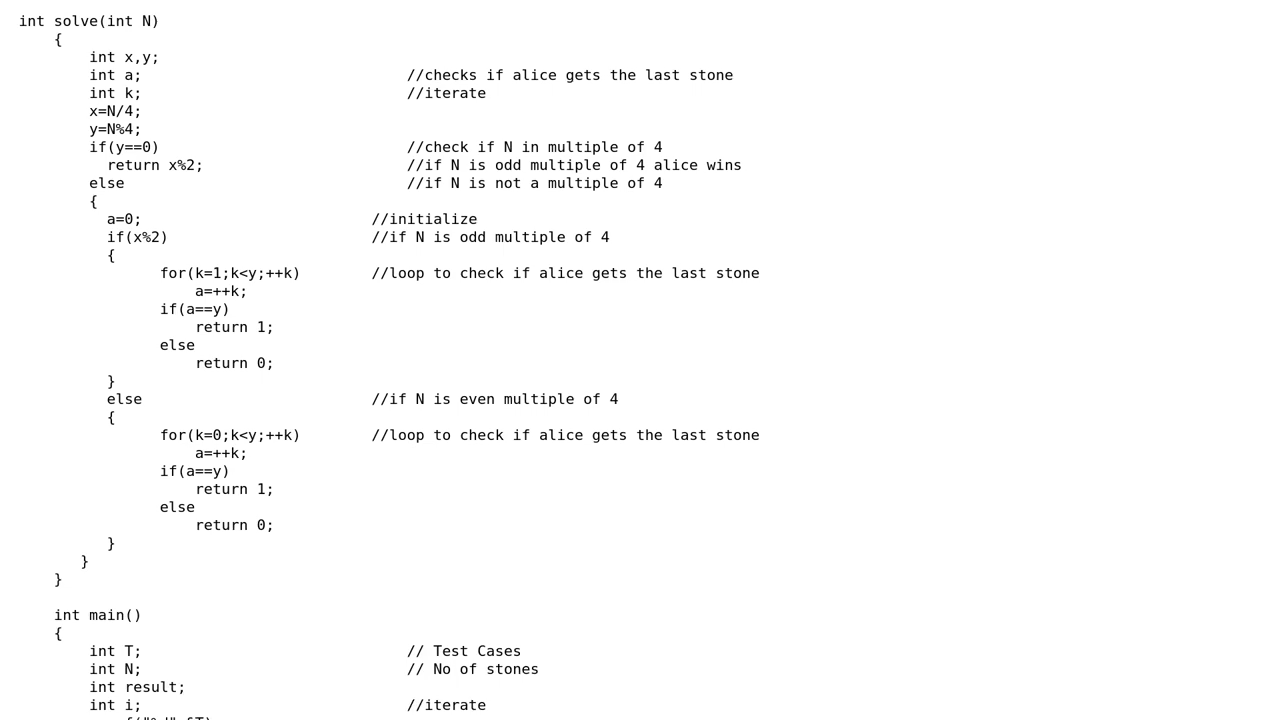 int solve(int N)
    {
        int x,y;
        int a;                              //checks if alice gets the last stone
        int k;                              //iterate
        x=N/4;
        y=N%4;
        if(y==0)                            //check if N in multiple of 4
          return x%2;                       //if N is odd multiple of 4 alice wins
        else                                //if N is not a multiple of 4
        {
          a=0;                          //initialize
          if(x%2)                       //if N is odd multiple of 4
          {
                for(k=1;k<y;++k)        //loop to check if alice gets the last stone
                    a=++k;
                if(a==y)
                    return 1;
                else
                    return 0;
          }
          else                          //if N is even multiple of 4
          {
                for(k=0;k<y;++k)        //loop to check if alice gets the last stone
                    a=++k;
                if(a==y)
                    return 1;
                else
                    return 0;
          }
       }
    }

    int main()
    {
        int T;                              // Test Cases
        int N;                              // No of stones
        int result;
        int i;                              //iterate